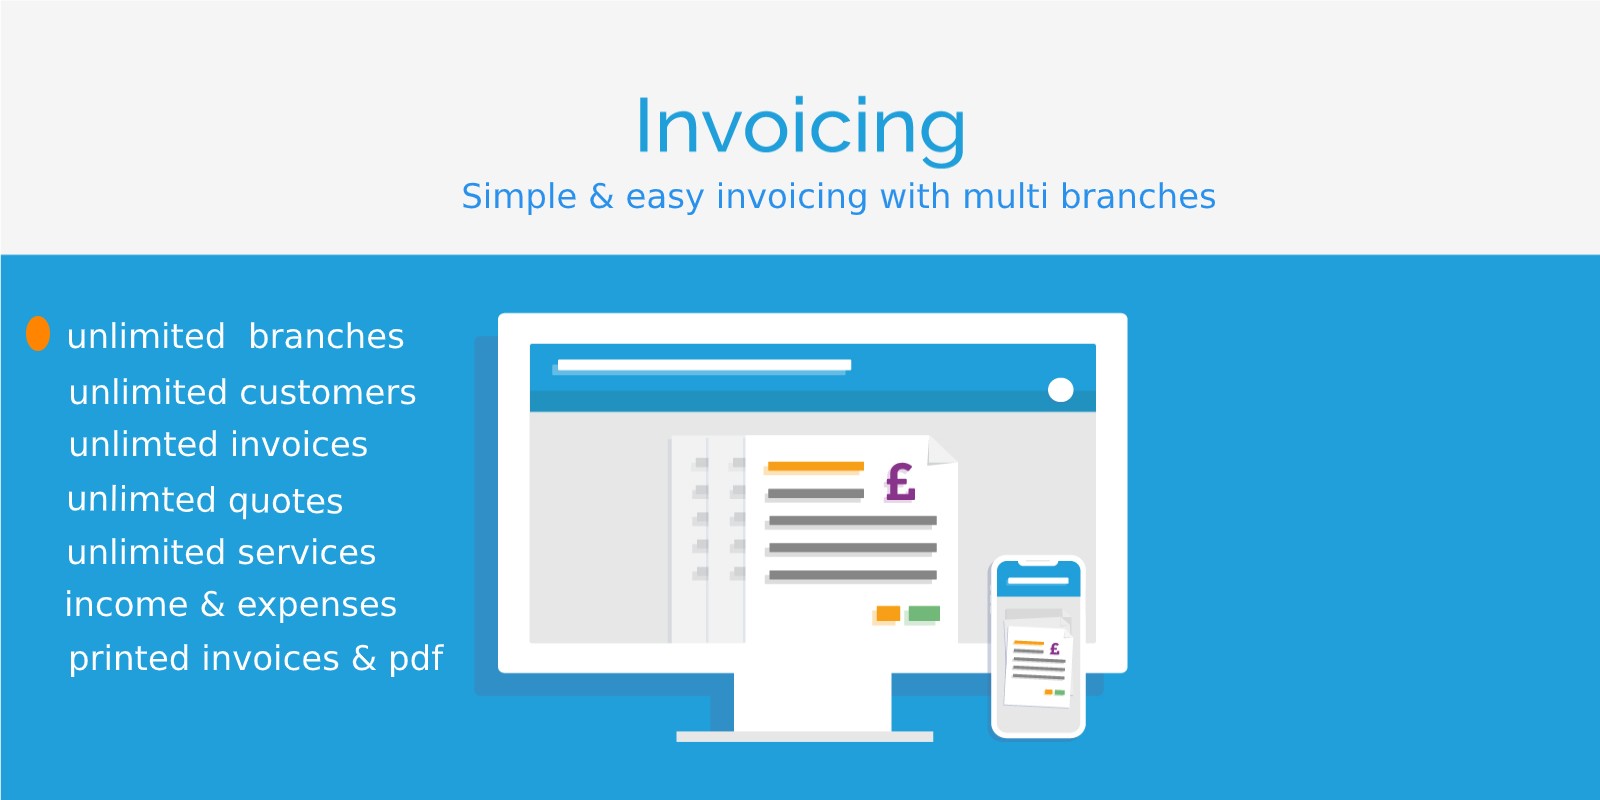 Invoicing
Simple & easy invoicing with multi branches
unlimited branches
unlimited customers
unlimted invoices
unlimted quotes
unlimited services
income & expenses
printed invoices & pdf
£
£